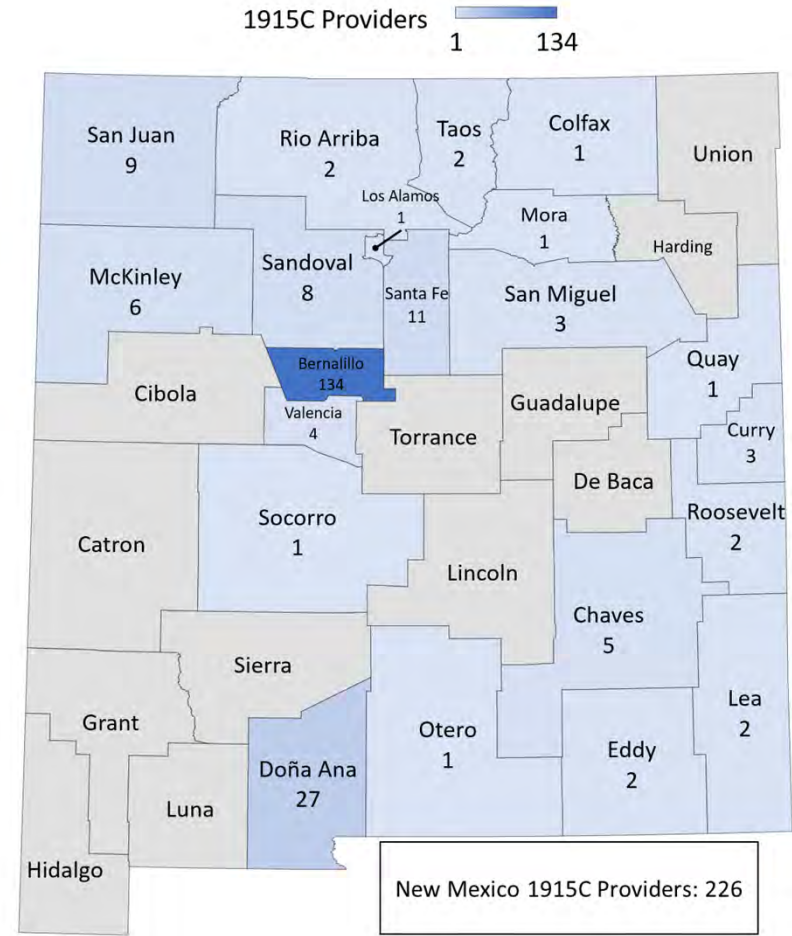 1915C Providers
1 134
San Juan
9
Rio Arriba
2
Taos
2
Colfax
1
Union
Los Alamos
1
Mora
1
Harding
McKinley
6
Sandoval
8
Santa Fe
11
San Miguel
3
Quay
1
Bernalillo
134
Cibola
Valencia
4
Torrance
Guadalupe
Curry
3
De Baca
Roosevelt
2
Catron
Socorro
1
Lincoln
Chaves
5
Sierra
Grant
Doña Ana
27
Otero
1
Eddy
2
Lea
2
Luna
Hidalgo
New Mexico 1915C Providers: 226